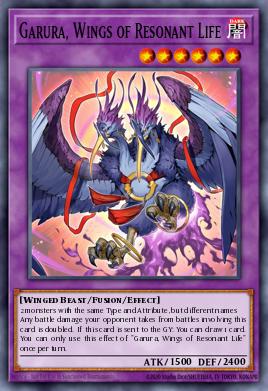 Garura, Wings of Resonant Life
DARK
闇
[Winged Beast/Fusion/Effect]
2 monsters with the same Type and Attribute, but different names
Any battle damage your opponent takes from battles involving this
card is doubled. If this card is sent to the GY: You can draw 1 card.
You can only use this effect of "Garura, Wings of Resonant Life"
once per turn.
ATK/1500 DEF/2400